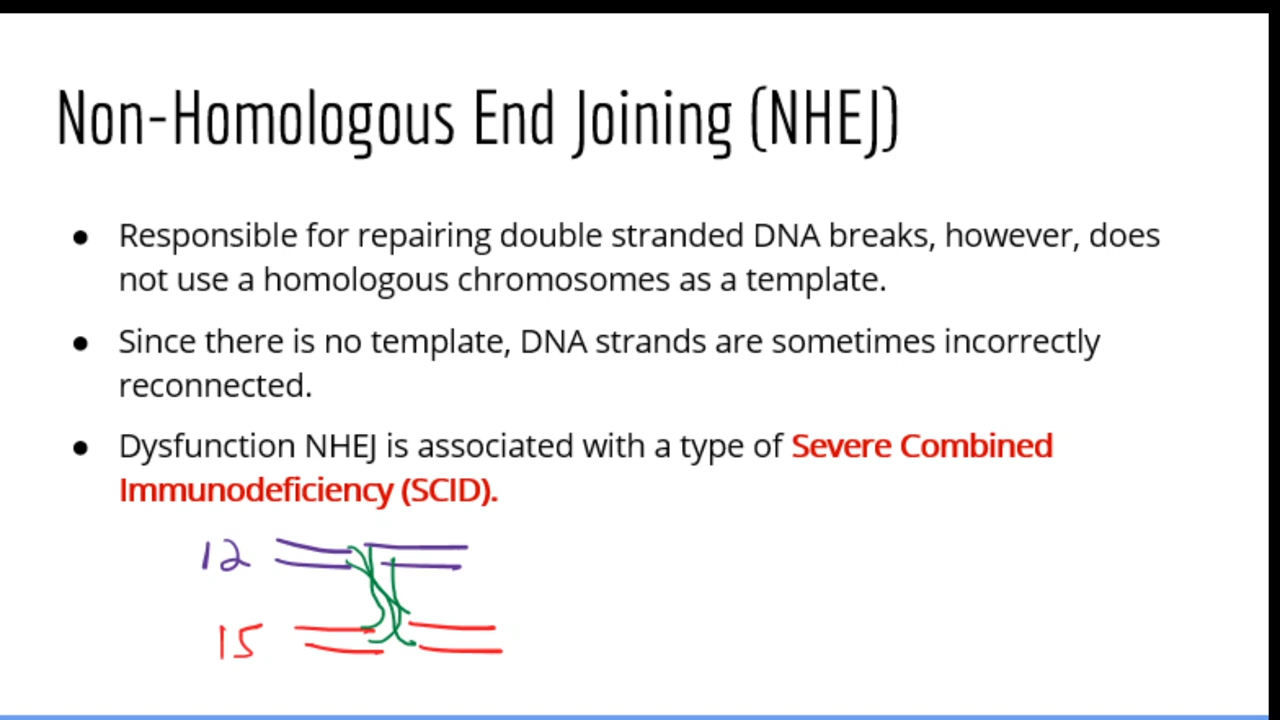 Non-Homologous End Joining (NHEJ)
● Responsible for repairing double stranded DNA breaks, however, does
not use a homologous chromosomes as a template.
● Since there is no template, DNA strands are sometimes incorrectly
reconnected.
● Dysfunction NHEJ is associated with a type of Severe Combined
Immunodeficiency (SCID).
12
15